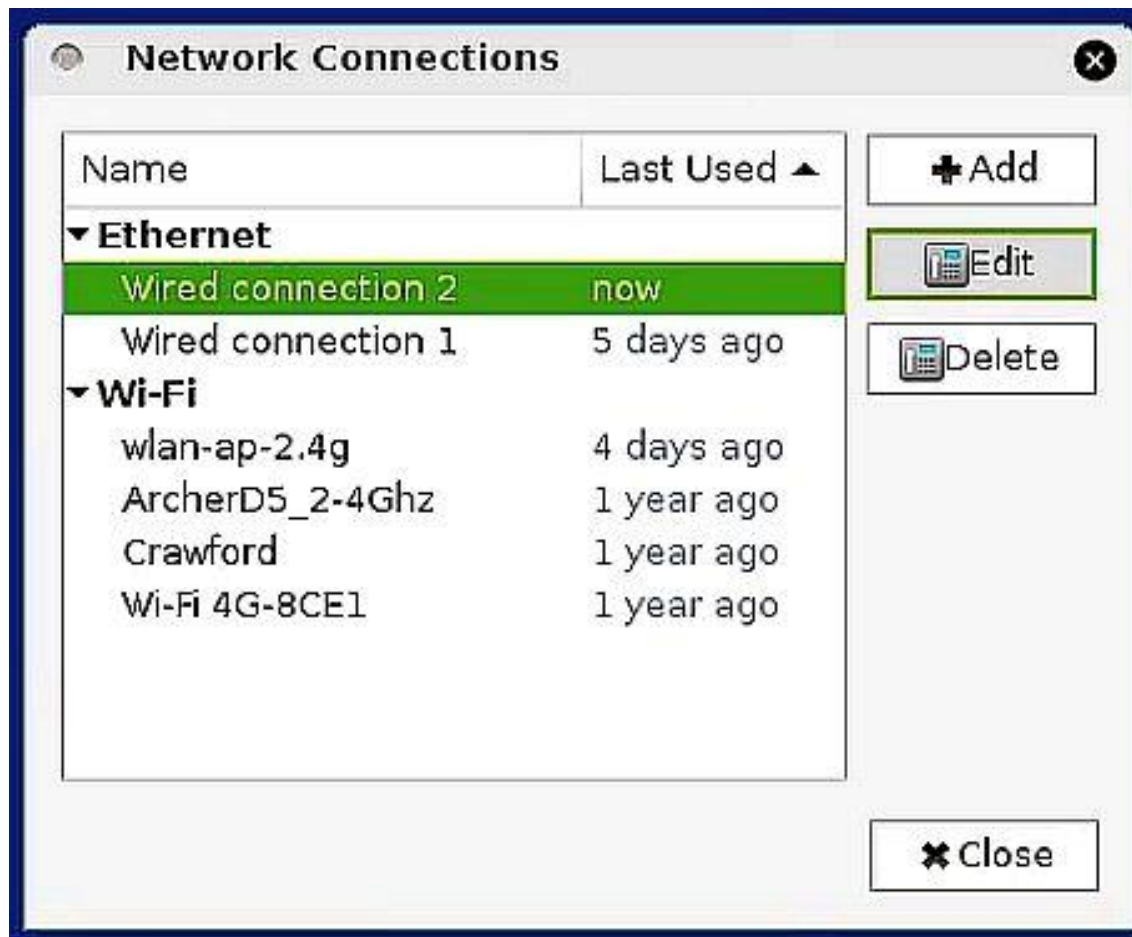 Network Connections
Name Last Used
Add
Ethernet
Edit
Wired connection 2 now
Wired connection 1 5 days ago
Delete
Wi-Fi
wlan-ap-2.4g 4 days ago
ArcherD5_2-4Ghz 1 year ago
Crawford 1 year ago
Wi-Fi 4G-8CE1 1 year ago
Close